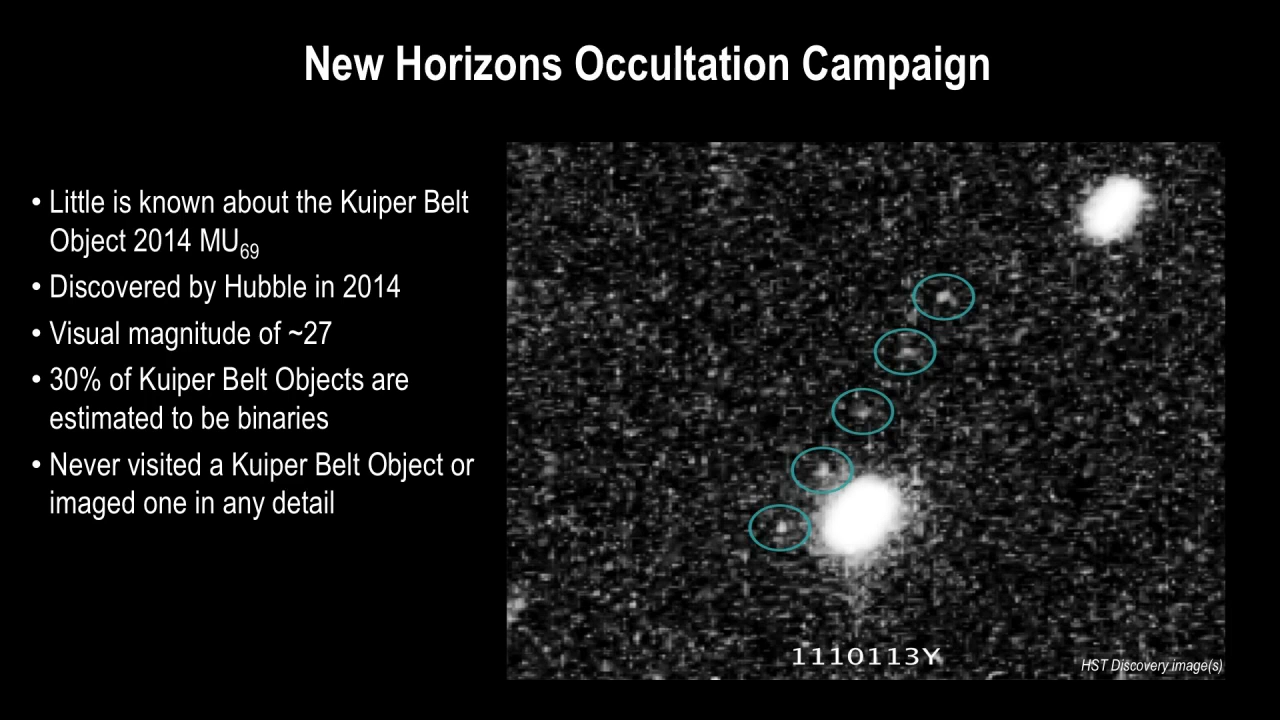 New Horizons Occultation Campaign
• Little is known about the Kuiper Belt
Object 2014 MU69
• Discovered by Hubble in 2014
• Visual magnitude of ~27
• 30% of Kuiper Belt Objects are
estimated to be binaries
• Never visited a Kuiper Belt Object or
imaged one in any detail
1110113Y
HST Discovery image(s)